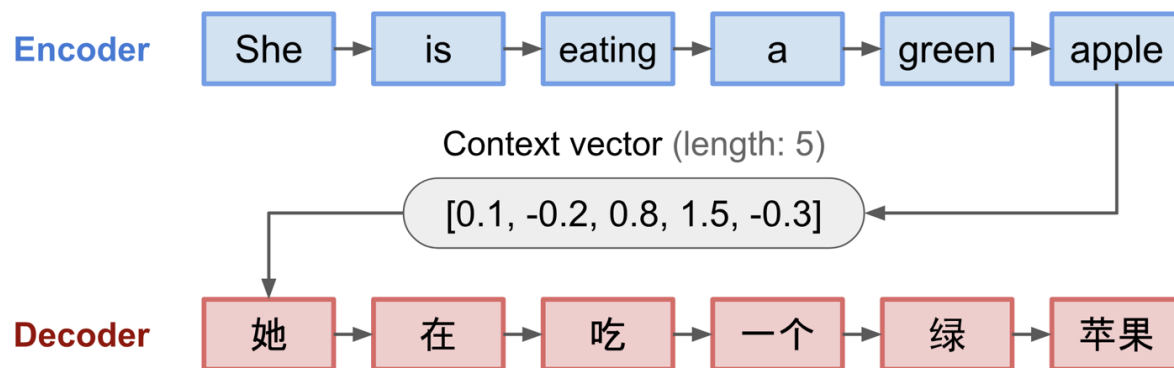 Encoder She is eating a green apple
Context vector (length: 5)
[0.1, -0.2, 0.8, 1.5, -0.3]
Decoder 她 在 吃 一个 绿 苹果